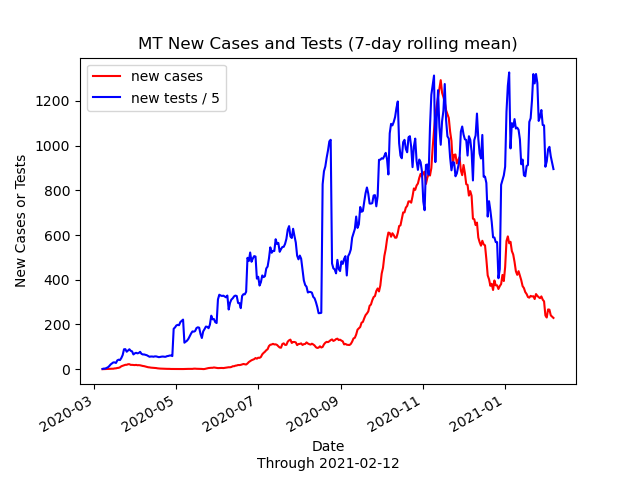 MT New Cases and Tests (7-day rolling mean)
new cases
new tests / 5
New Cases or Tests
1200
1000
800
600
400
200
0
2020-03
2020-05
2020-07
2020-09
2020-11
2021-01
Date
Through 2021-02-12